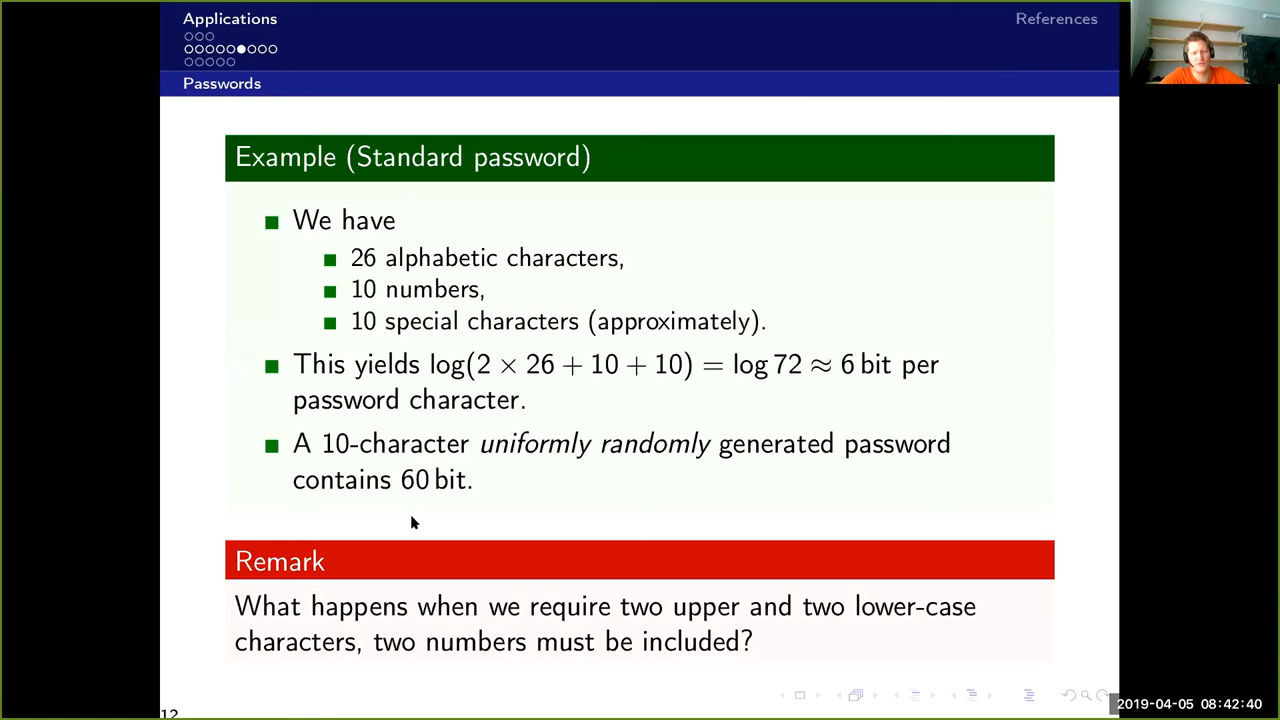 Applications
References
Passwords
Example (Standard password)
We have
26 alphabetic characters,
10 numbers,
10 special characters (approximately).
This yields log(2 × 26 + 10 + 10) = log 72 ≈ 6 bit per
password character.
A 10-character uniformly randomly generated password
contains 60 bit.
Remark
What happens when we require two upper and two lower-case
characters, two numbers must be included?
12
2019-04-05 08:42:40